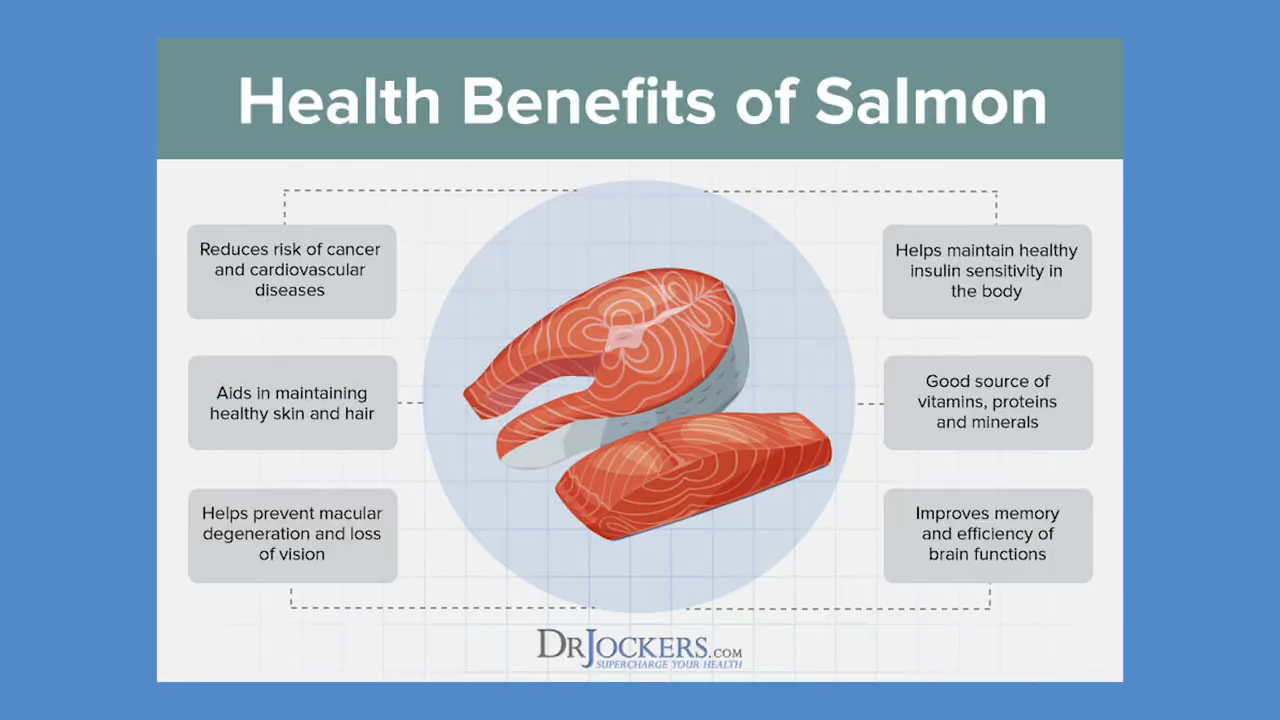 Health Benefits of Salmon
Reduces risk of cancer
and cardiovascular
diseases
Aids in maintaining
healthy skin and hair
Helps prevent macular
degeneration and loss
of vision
Helps maintain healthy
insulin sensitivity in
the body
Good source of
vitamins, proteins
and minerals
Improves memory
and efficiency of
brain functions
DRJOCKERS.COM
SUPERCHARGE YOUR HEALTH